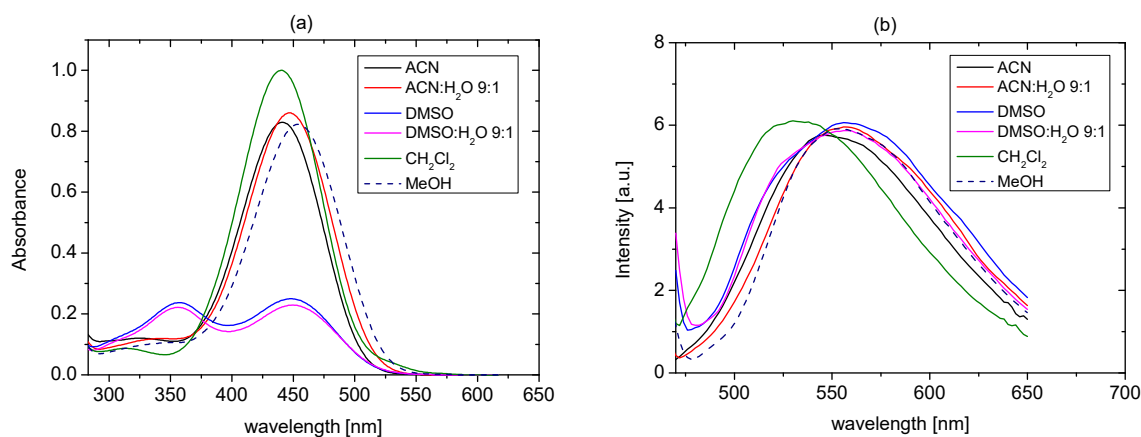 (a)
Absorbance
1.0
0.8
0.6
0.4
0.2
0.0
300 350 400 450 500 550 600 650
wavelength [nm]
ACN
ACN:H₂O 9:1
DMSO
DMSO:H₂O 9:1
CH₂Cl₂
MeOH
(b)
Intensity [a.u.]
8
6
4
2
0
500 550 600 650 700
wavelength [nm]
ACN
ACN:H₂O 9:1
DMSO
DMSO:H₂O 9:1
CH₂Cl₂
MeOH